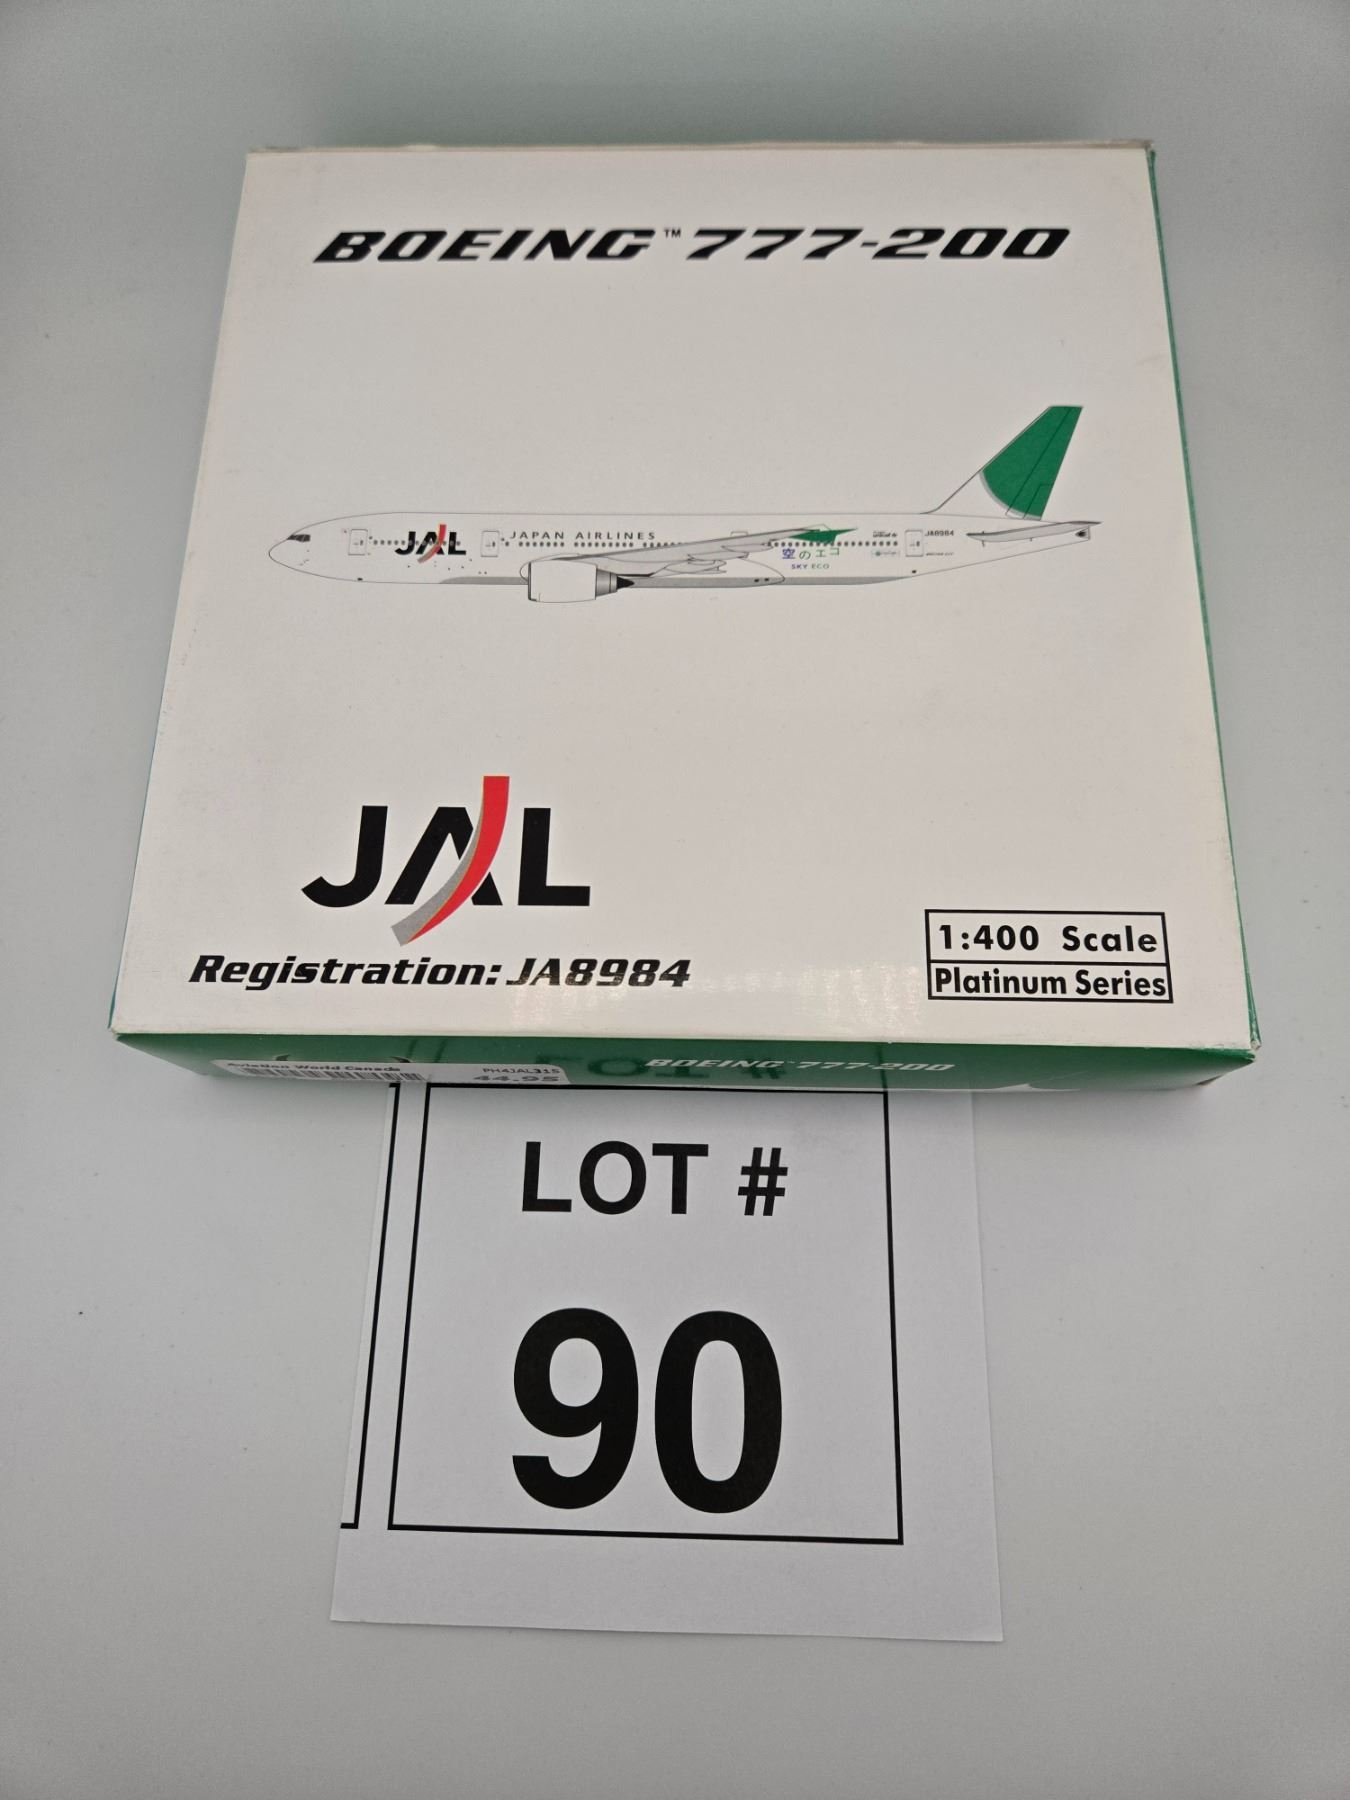 BOEING™ 777-200
JAL
JAPAN AIRLINES
空のエコ
SKY ECO
JA8984
JAL
Registration: JA8984
1:400 Scale
Platinum Series
Aviation World Canada
PH4JAL315
44.95
BOEING™ 777-200
LOT #
90